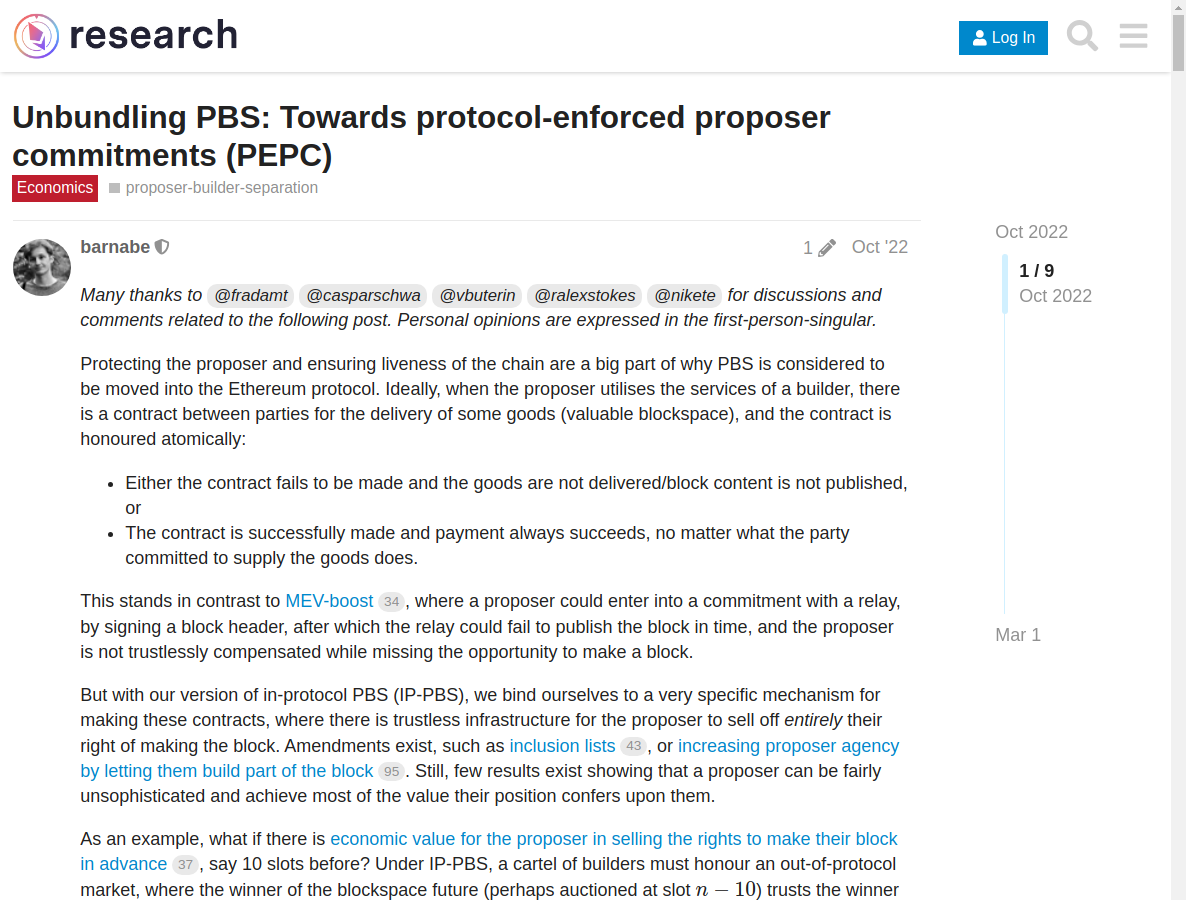 research
Log In
Unbundling PBS: Towards protocol-enforced proposer
commitments (PEPC)
Economics proposer-builder-separation
barnabe 1 Oct '22
Many thanks to @fradamt @casparschwa @vbuterin @ralexstokes @nikete for discussions and
comments related to the following post. Personal opinions are expressed in the first-person-singular.
Protecting the proposer and ensuring liveness of the chain are a big part of why PBS is considered to
be moved into the Ethereum protocol. Ideally, when the proposer utilises the services of a builder, there
is a contract between parties for the delivery of some goods (valuable blockspace), and the contract is
honoured atomically:
• Either the contract fails to be made and the goods are not delivered/block content is not published,
or
• The contract is successfully made and payment always succeeds, no matter what the party
committed to supply the goods does.
This stands in contrast to MEV-boost 34, where a proposer could enter into a commitment with a relay,
by signing a block header, after which the relay could fail to publish the block in time, and the proposer
is not trustlessly compensated while missing the opportunity to make a block.
But with our version of in-protocol PBS (IP-PBS), we bind ourselves to a very specific mechanism for
making these contracts, where there is trustless infrastructure for the proposer to sell off entirely their
right of making the block. Amendments exist, such as inclusion lists 43, or increasing proposer agency
by letting them build part of the block 95. Still, few results exist showing that a proposer can be fairly
unsophisticated and achieve most of the value their position confers upon them.
As an example, what if there is economic value for the proposer in selling the rights to make their block
in advance 37, say 10 slots before? Under IP-PBS, a cartel of builders must honour an out-of-protocol
market, where the winner of the blockspace future (perhaps auctioned at slot n − 10) trusts the winner
Oct 2022
1 / 9
Oct 2022
Mar 1